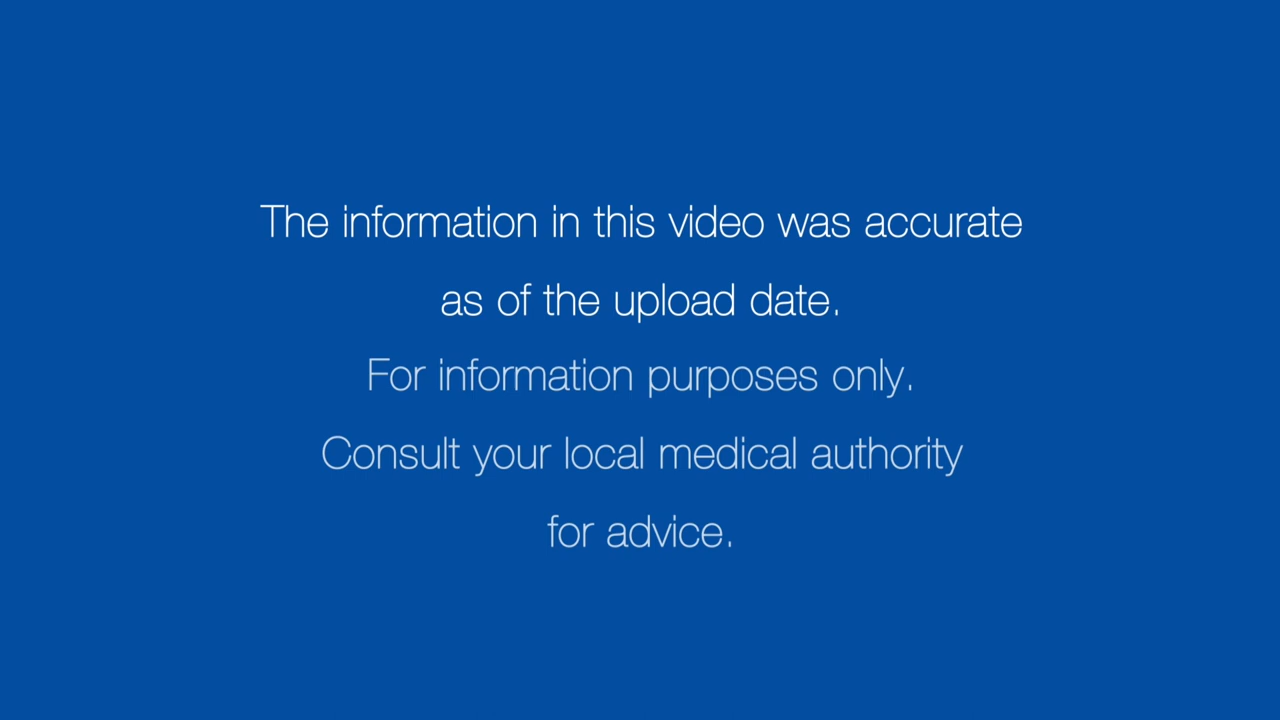 The information in this video was accurate
as of the upload date.
For information purposes only.
Consult your local medical authority
for advice.